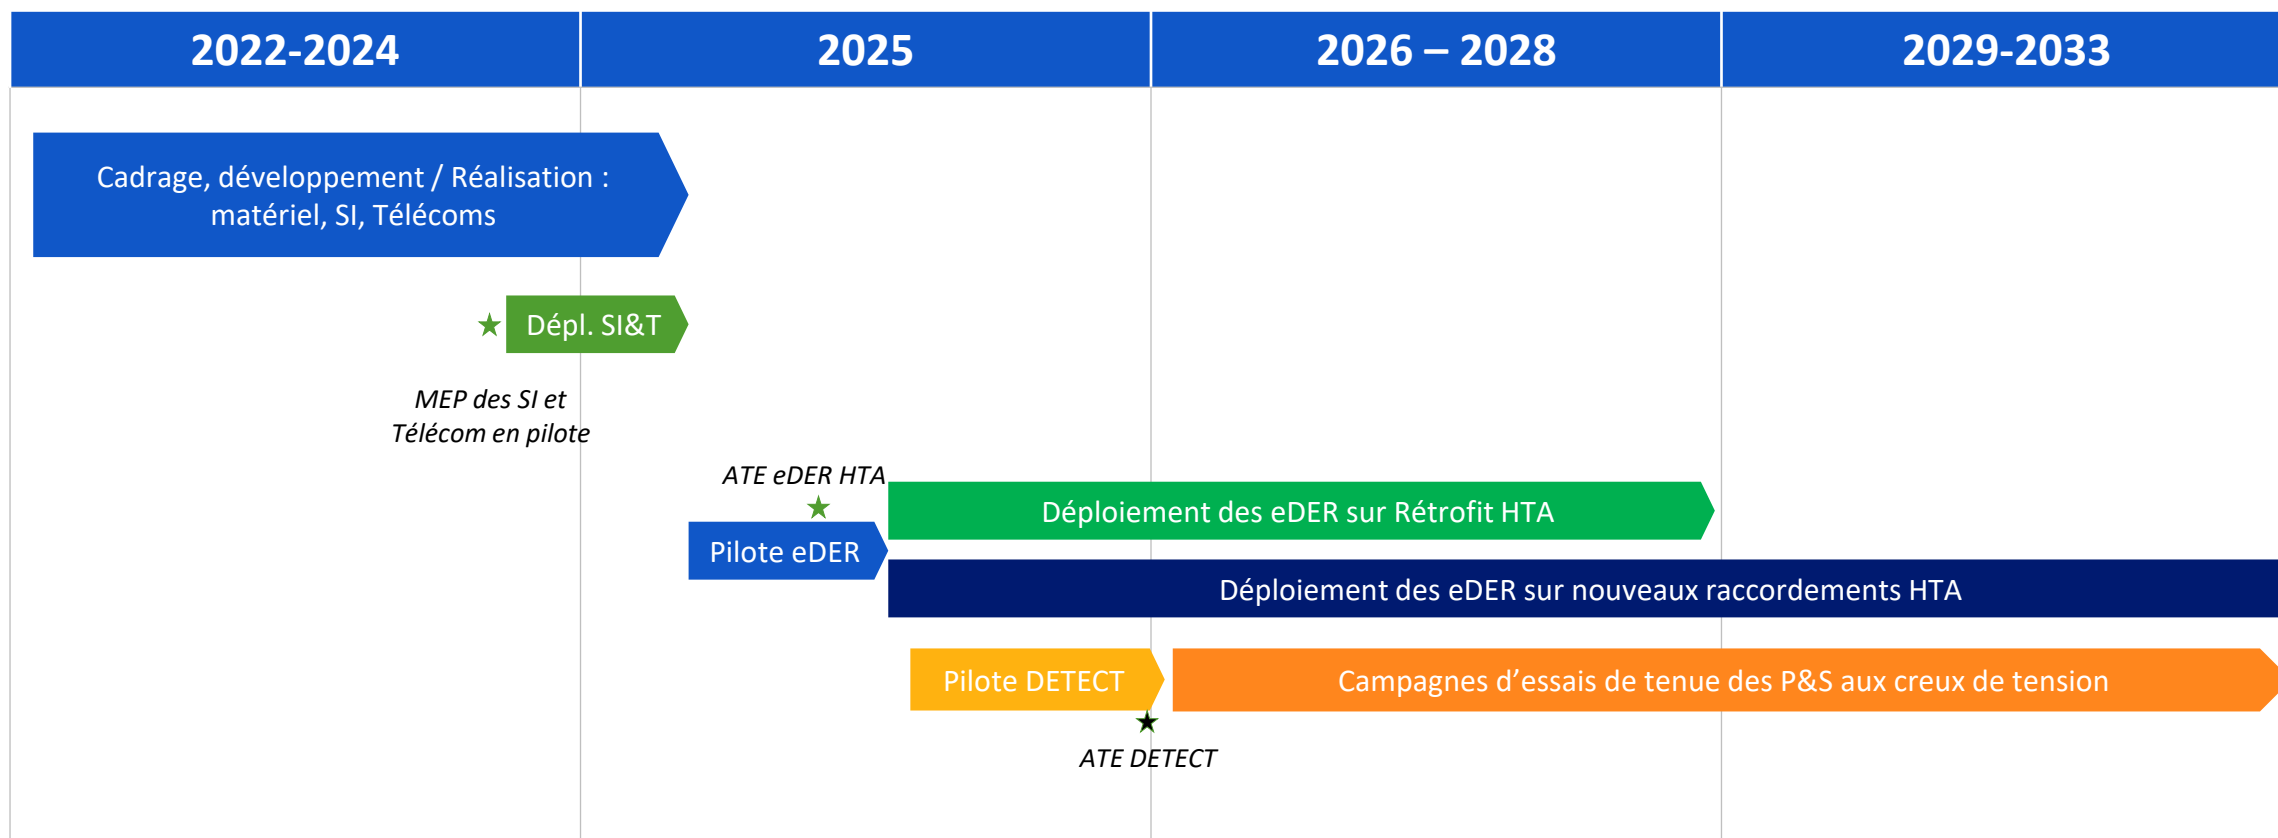 2022-2024
2025
2026 – 2028
2029-2033
Cadrage, développement / Réalisation :
matériel, SI, Télécoms
Dépl. SI&T
MEP des SI et
Télécom en pilote
ATE eDER HTA
Déploiement des eDER sur Rétrofit HTA
Pilote eDER
Déploiement des eDER sur nouveaux raccordements HTA
Pilote DETECT
Campagnes d’essais de tenue des P&S aux creux de tension
ATE DETECT